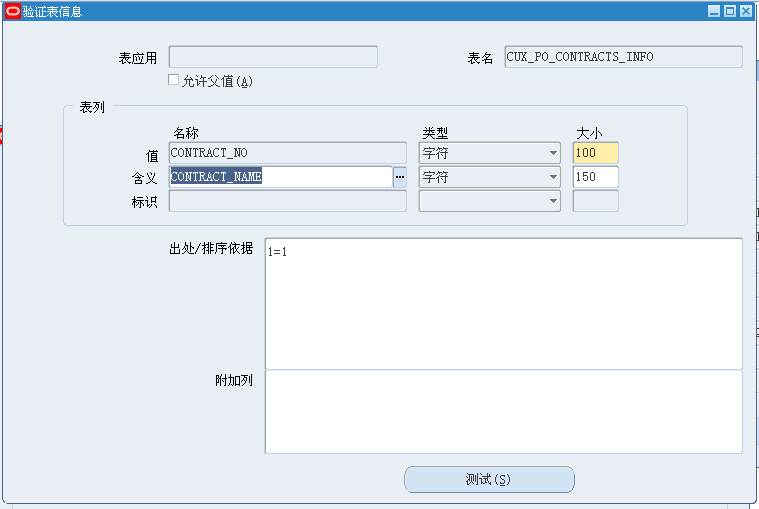 验证表信息
表应用
表名 CUX_PO_CONTRACTS_INFO
允许父值(A)
表列
名称 类型 大小
值 CONTRACT_NO 字符 100
含义 CONTRACT_NAME ... 字符 150
标识
出处/排序依据 1=1
附加列
测试(S)